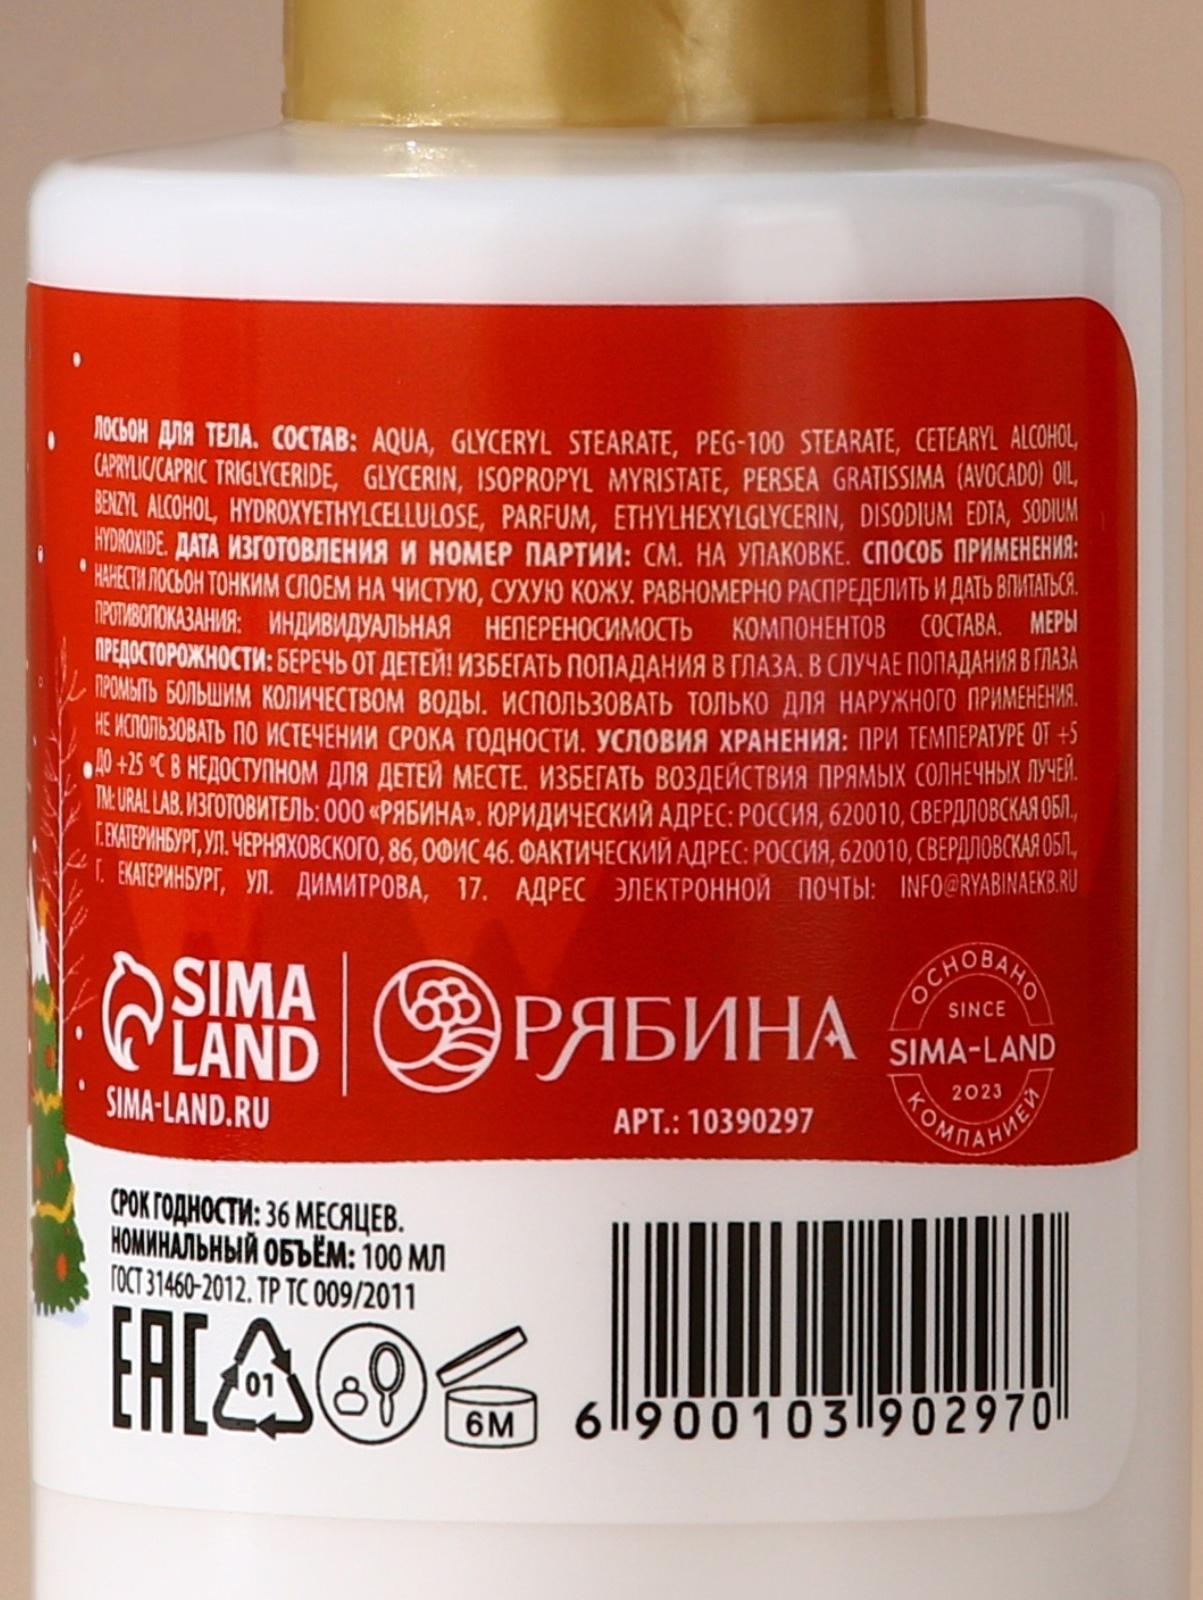 ЛОСЬОН ДЛЯ ТЕЛА. СОСТАВ: AQUA, GLYCERYL STEARATE, PEG-100 STEARATE, CETEARYL ALCOHOL,
CAPRYLIC/CAPRIC TRIGLYCERIDE, GLYCERIN, ISOPROPYL MYRISTATE, PERSEA GRATISSIMA (AVOCADO) OIL,
BENZYL ALCOHOL, HYDROXYETHYLCELLULOSE, PARFUM, ETHYLHEXYLGLYCERIN, DISODIUM EDTA, SODIUM
HYDROXIDE. ДАТА ИЗГОТОВЛЕНИЯ И НОМЕР ПАРТИИ: СМ. НА УПАКОВКЕ. СПОСОБ ПРИМЕНЕНИЯ:
НАНЕСТИ ЛОСЬОН ТОНКИМ СЛОЕМ НА ЧИСТУЮ, СУХУЮ КОЖУ. РАВНОМЕРНО РАСПРЕДЕЛИТЬ И ДАТЬ ВПИТАТЬСЯ.
ПРОТИВОПОКАЗАНИЯ: ИНДИВИДУАЛЬНАЯ НЕПЕРЕНОСИМОСТЬ КОМПОНЕНТОВ СОСТАВА. МЕРЫ
ПРЕДОСТОРОЖНОСТИ: БЕРЕЧЬ ОТ ДЕТЕЙ! ИЗБЕГАТЬ ПОПАДАНИЯ В ГЛАЗА. В СЛУЧАЕ ПОПАДАНИЯ В ГЛАЗА
ПРОМЫТЬ БОЛЬШИМ КОЛИЧЕСТВОМ ВОДЫ. ИСПОЛЬЗОВАТЬ ТОЛЬКО ДЛЯ НАРУЖНОГО ПРИМЕНЕНИЯ.
НЕ ИСПОЛЬЗОВАТЬ ПО ИСТЕЧЕНИИ СРОКА ГОДНОСТИ. УСЛОВИЯ ХРАНЕНИЯ: ПРИ ТЕМПЕРАТУРЕ ОТ +5
ДО +25 °C В НЕДОСТУПНОМ ДЛЯ ДЕТЕЙ МЕСТЕ. ИЗБЕГАТЬ ВОЗДЕЙСТВИЯ ПРЯМЫХ СОЛНЕЧНЫХ ЛУЧЕЙ.
TM: URAL LAB. ИЗГОТОВИТЕЛЬ: ООО «РЯБИНА». ЮРИДИЧЕСКИЙ АДРЕС: РОССИЯ, 620010, СВЕРДЛОВСКАЯ ОБЛ.,
Г. ЕКАТЕРИНБУРГ, УЛ. ЧЕРНЯХОВСКОГО, 86, ОФИС 46. ФАКТИЧЕСКИЙ АДРЕС: РОССИЯ, 620010, СВЕРДЛОВСКАЯ ОБЛ.,
Г. ЕКАТЕРИНБУРГ, УЛ. ДИМИТРОВА, 17. АДРЕС ЭЛЕКТРОННОЙ ПОЧТЫ: INFO@RYABINAEKB.RU
SIMA
LAND
SIMA-LAND.RU
РЯБИНА
АРТ.: 10390297
ОСНОВАНО
SINCE
SIMA-LAND
2023
КОМПАНИЕЙ
СРОК ГОДНОСТИ: 36 МЕСЯЦЕВ.
НОМИНАЛЬНЫЙ ОБЪЁМ: 100 МЛ
ГОСТ 31460-2012. ТР ТС 009/2011
EAC
01
6M
6 900103 902970